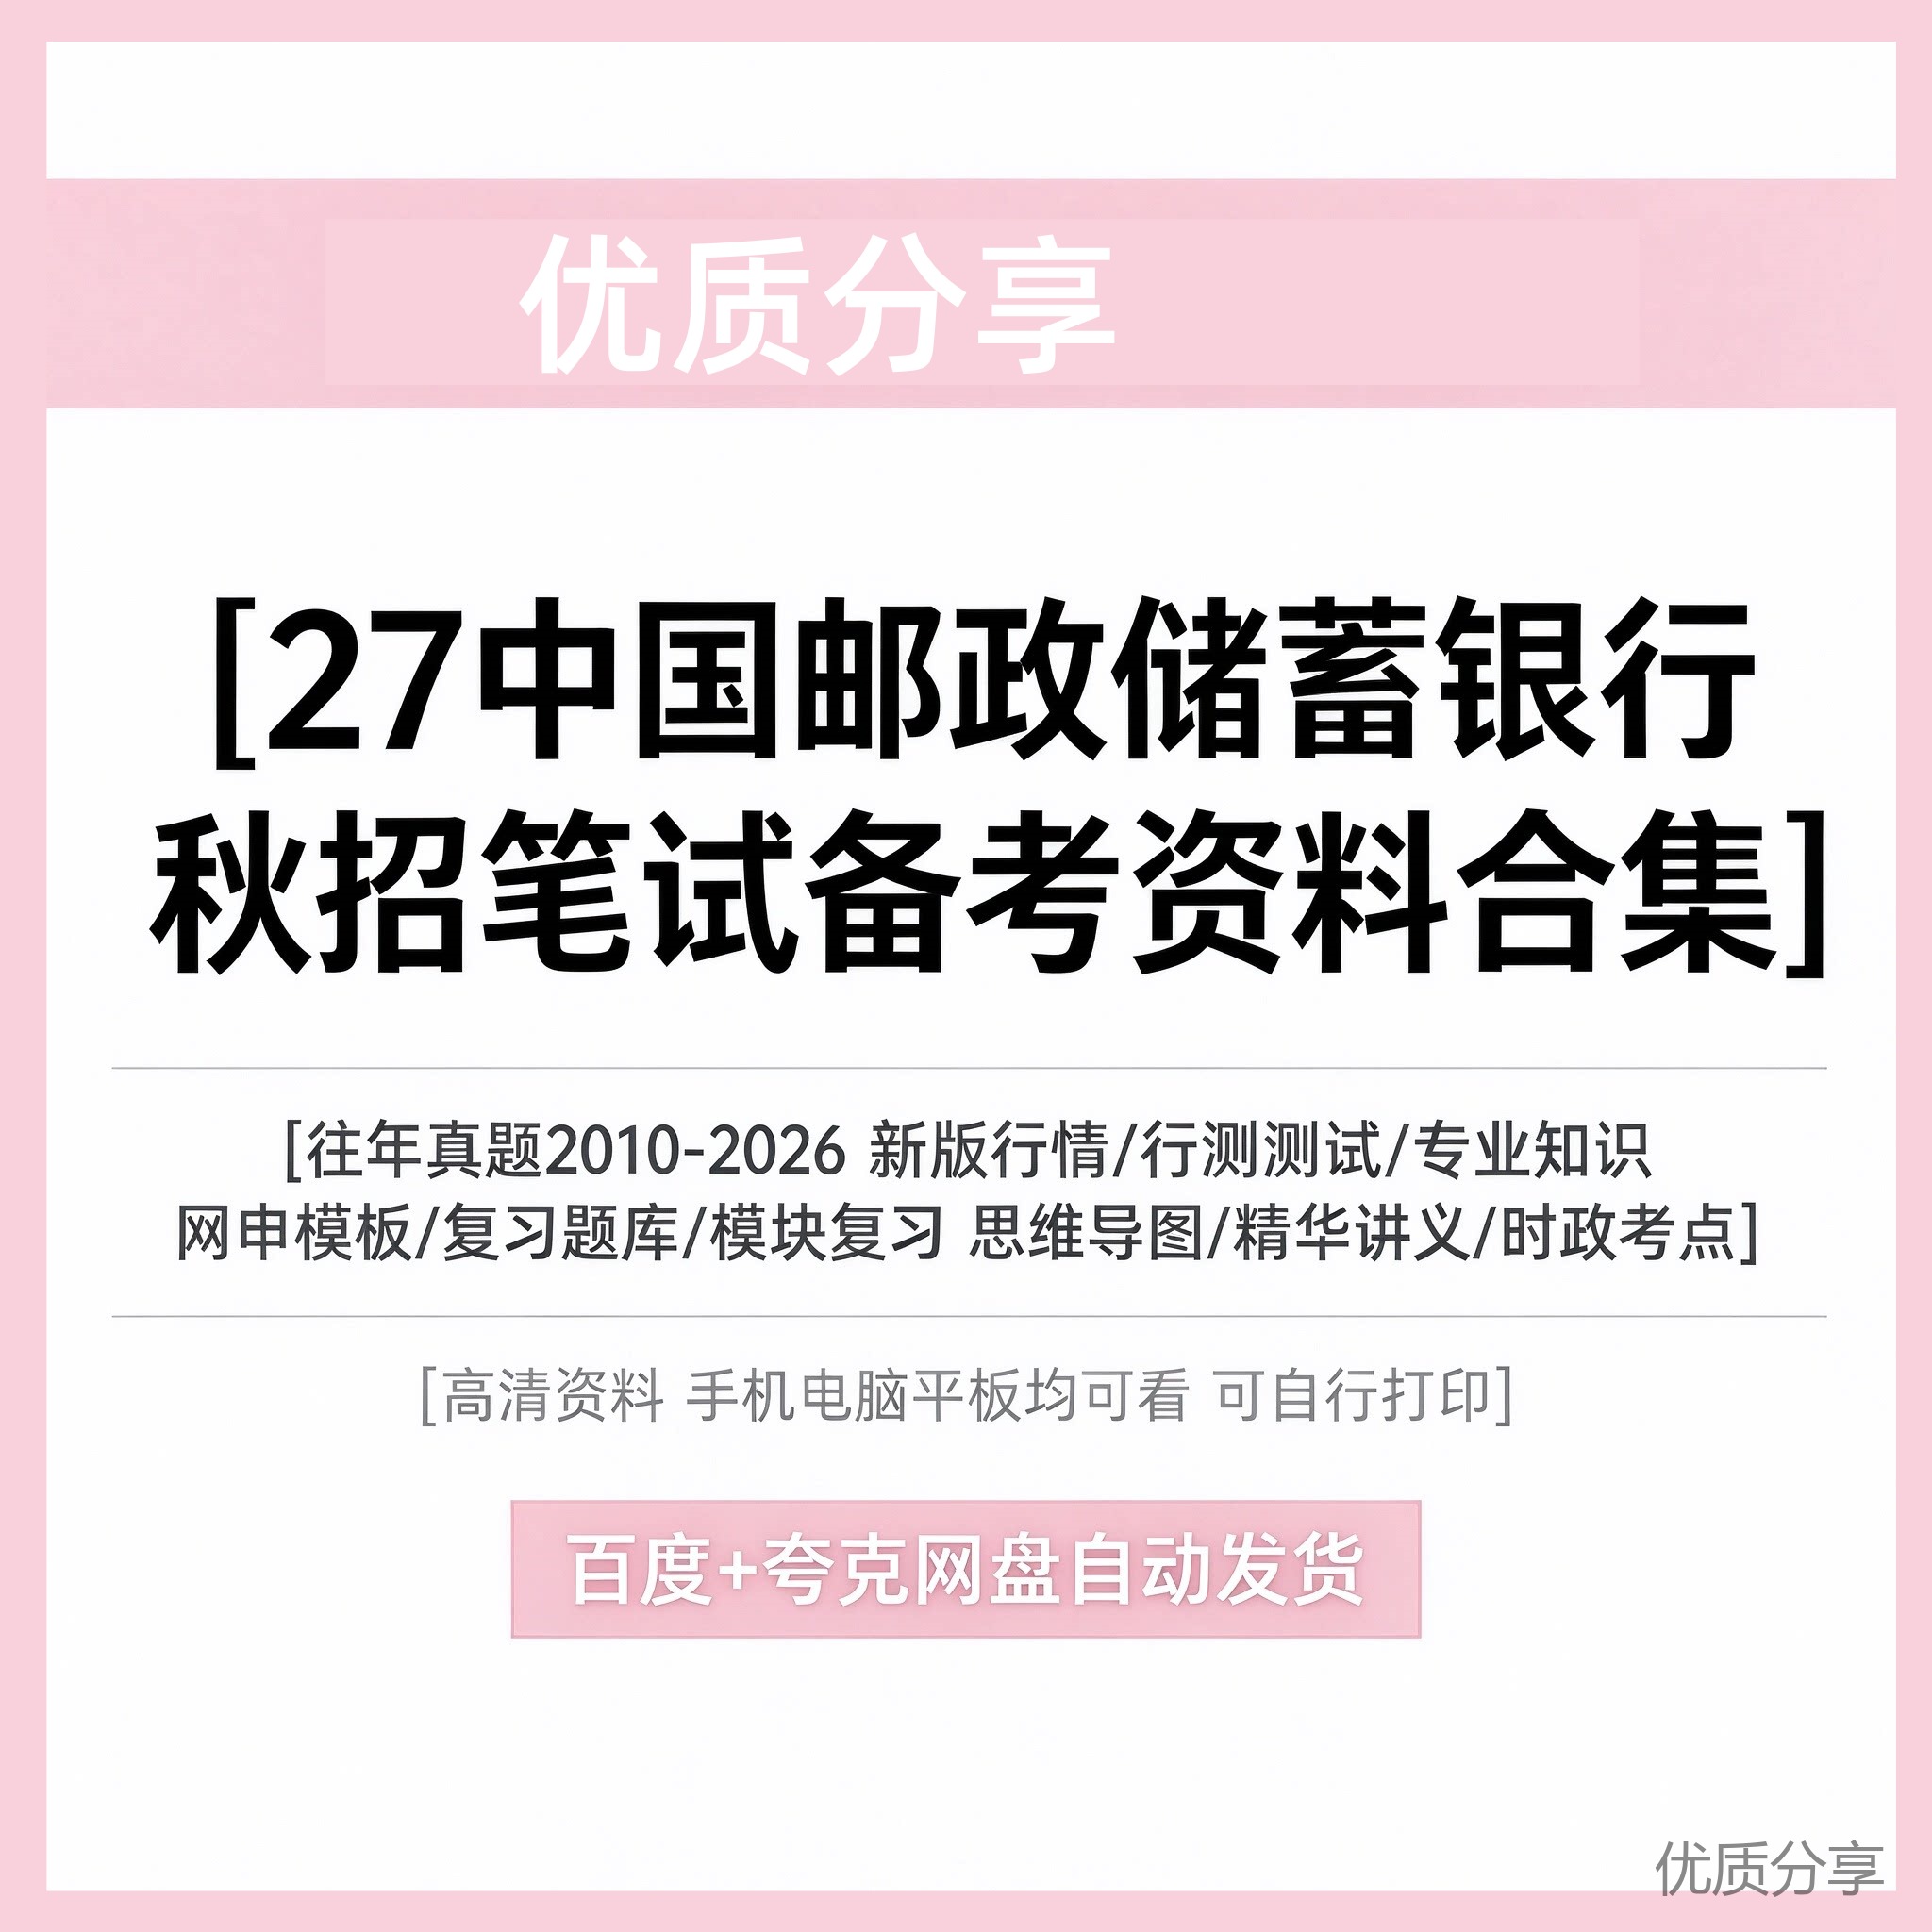 优质分享
[27中国邮政储蓄银行
秋招笔试备考资料合集]
[往年真题2010-2026 新版行情/行测测试/专业知识
网申模板/复习题库/模块复习 思维导图/精华讲义/时政考点]
[高清资料 手机电脑平板均可看 可自行打印]
百度+夸克网盘自动发货
优质分享